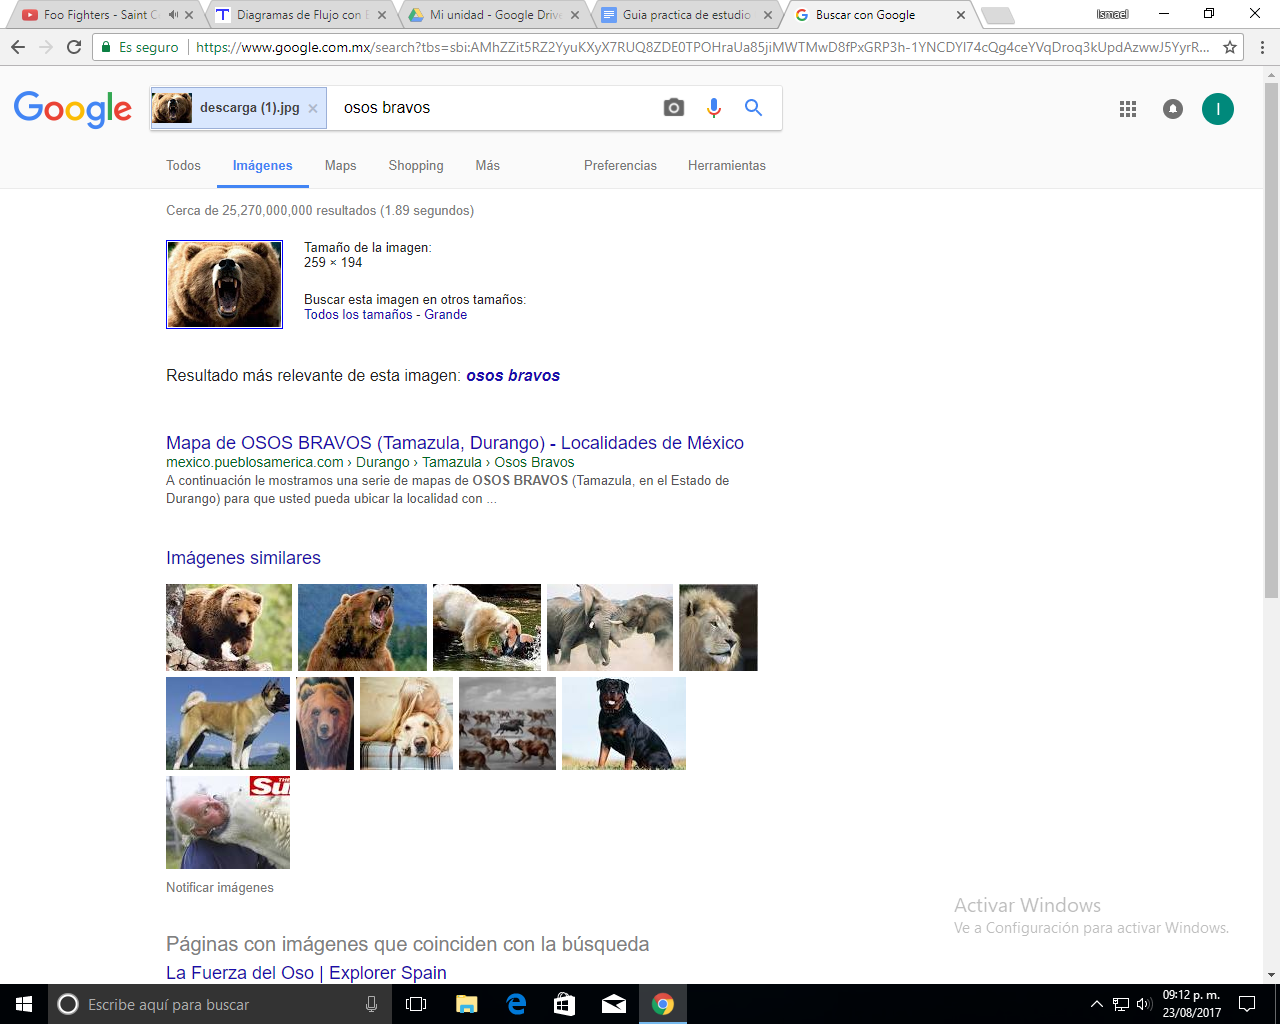 Foo Fighters - Saint C
Diagramas de Flujo con E
Mi unidad - Google Drive
Guia practica de estudio
Buscar con Google
Ismael
Es seguro
https://www.google.com.mx/search?tbs=sbi:AMhZZit5RZ2YyuKXyX7RUQ8ZDE0TPOHraUa85jiMWTMwD8fPxGRP3h-1YNCDYl74cQg4ceYVqDroq3kUpdAzwwJ5YyrR...
Google
descarga (1).jpg
osos bravos
I
Todos
Imágenes
Maps
Shopping
Más
Preferencias
Herramientas
Cerca de 25,270,000,000 resultados (1.89 segundos)
Tamaño de la imagen:
259 × 194
Buscar esta imagen en otros tamaños:
Todos los tamaños - Grande
Resultado más relevante de esta imagen: osos bravos
Mapa de OSOS BRAVOS (Tamazula, Durango) - Localidades de México
mexico.pueblosamerica.com › Durango › Tamazula › Osos Bravos
A continuación le mostramos una serie de mapas de OSOS BRAVOS (Tamazula, en el Estado de
Durango) para que usted pueda ubicar la localidad con ...
Imágenes similares
THE
Su
Notificar imágenes
Activar Windows
Ve a Configuración para activar Windows.
Páginas con imágenes que coinciden con la búsqueda
La Fuerza del Oso | Explorer Spain
Escribe aquí para buscar
09:12 p. m.
23/08/2017